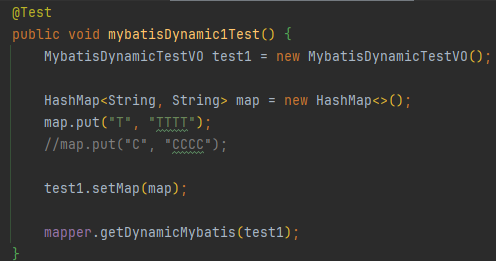 @Test
public void mybatisDynamic1Test() {
    MybatisDynamicTestVO test1 = new MybatisDynamicTestVO();
    HashMap<String, String> map = new HashMap<>();
    map.put("T", "TTTT");
    //map.put("C", "CCCC");
    test1.setMap(map);
    mapper.getDynamicMybatis(test1);
}